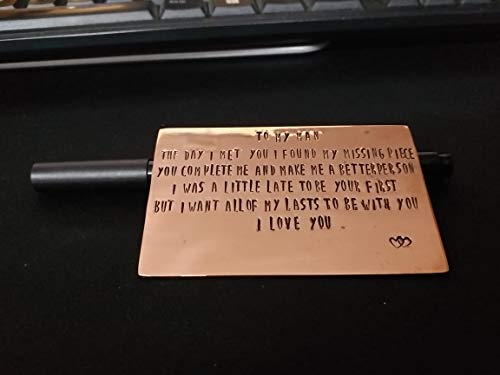 TO MY MAN
THE DAY I MET YOU I FOUND MY MISSING PIECE
YOU COMPLETE ME AND MAKE ME A BETTERPERSON
I WAS A LITTLE LATE TO BE YOUR FIRST
BUT I WANT ALL OF MY LASTS TO BE WITH YOU
I LOVE YOU